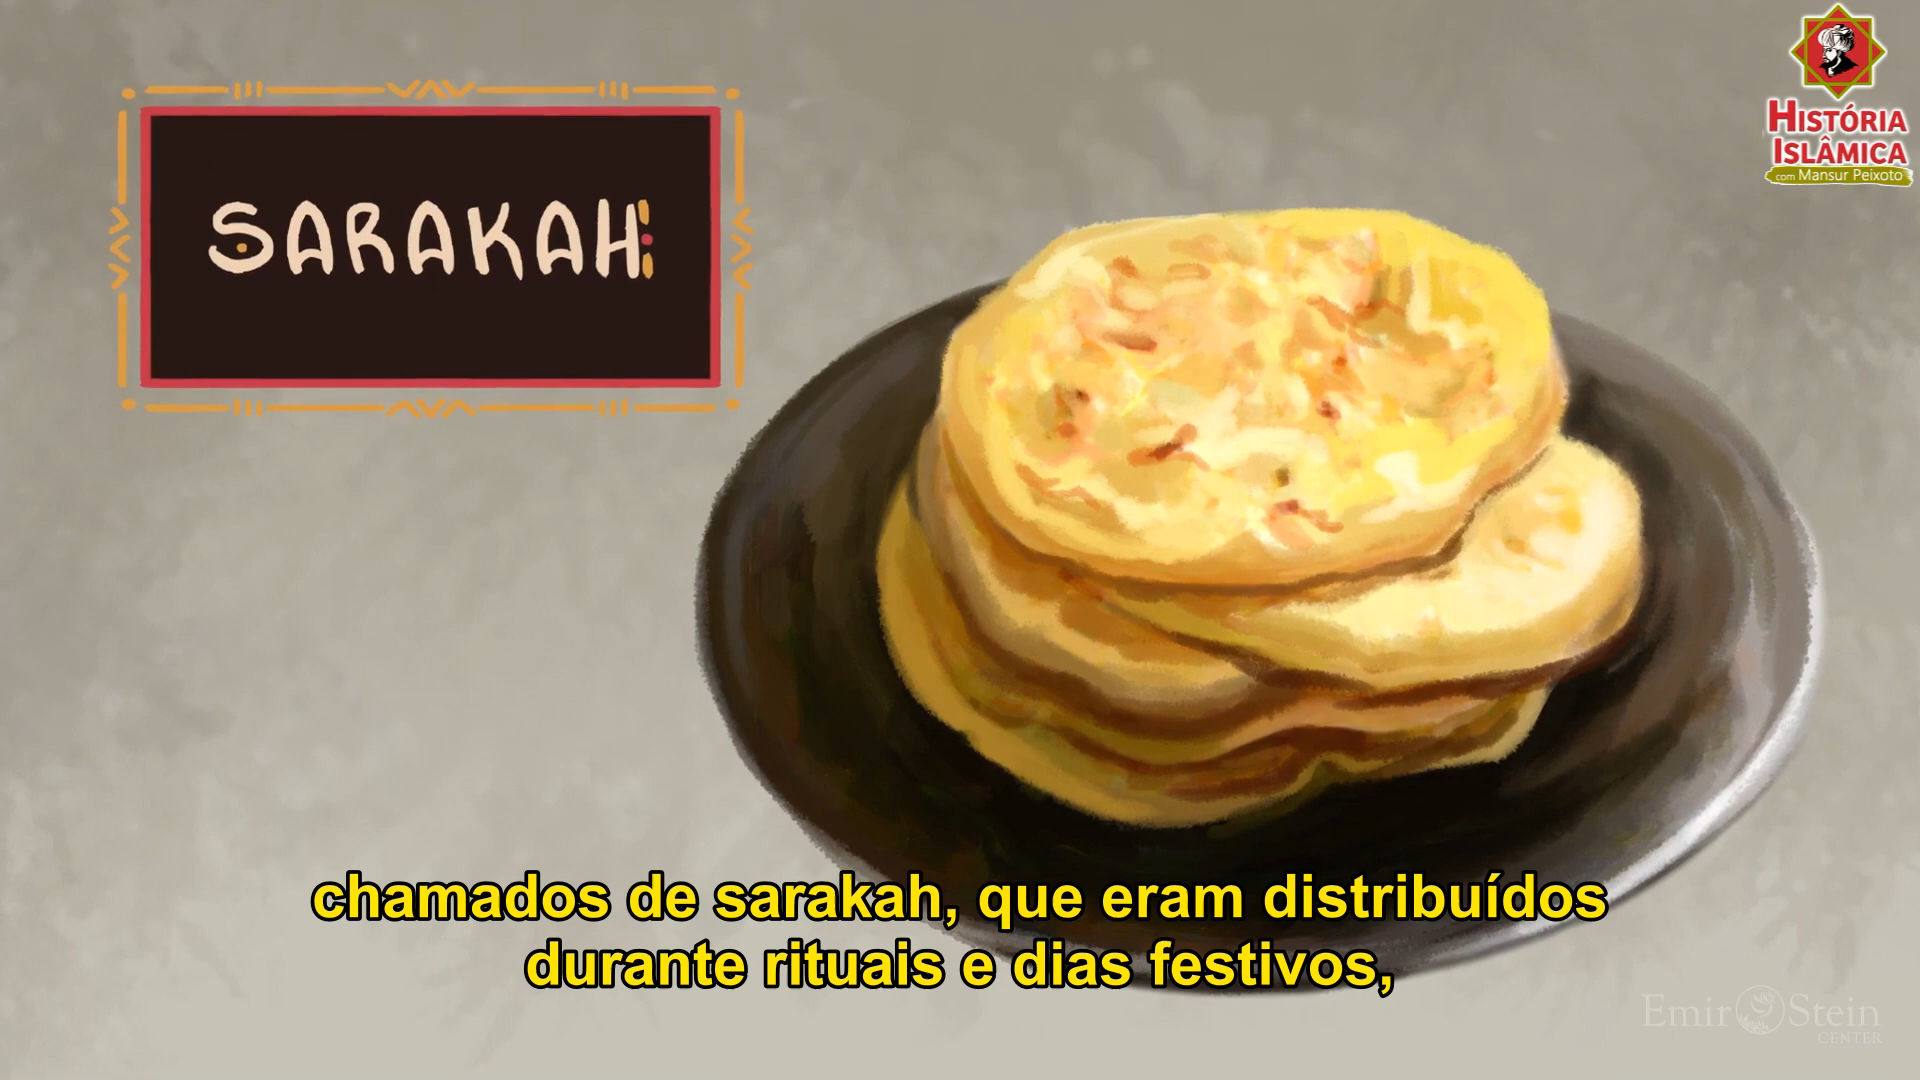 SARAKAH
HISTÓRIA
ISLÂMICA
com Mansur Peixoto
chamados de sarakah, que eram distribuídos
durante rituais e dias festivos,
Emir Stein
CENTER